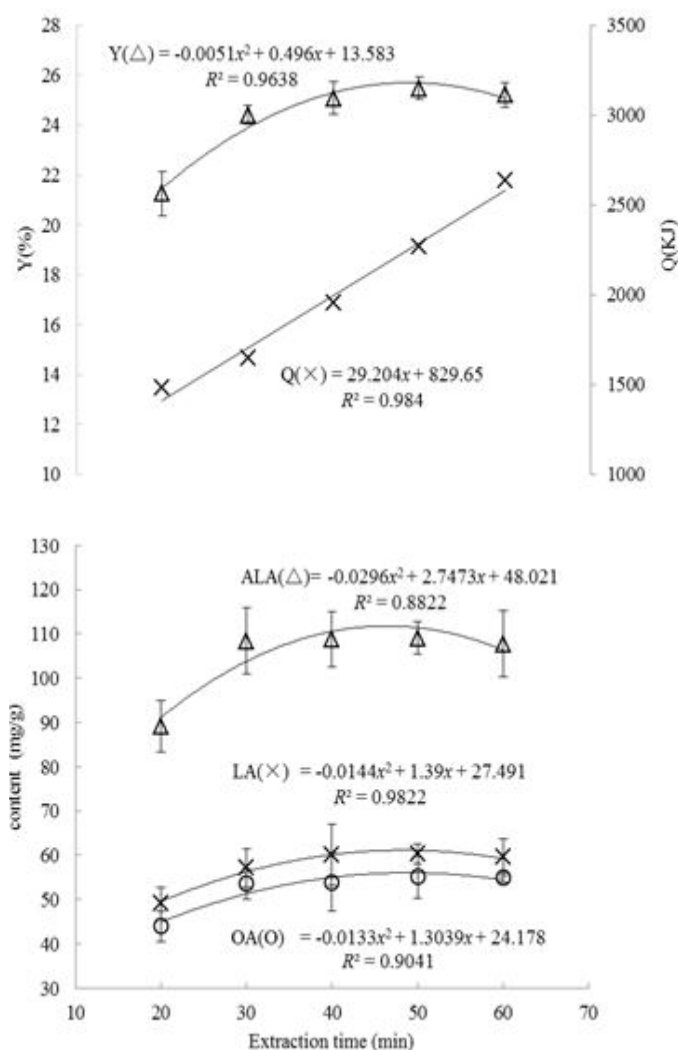 Y(△) = -0.0051x² + 0.496x + 13.583
R² = 0.9638
28
26
24
22
20
18
16
14
12
10
Y(%)
3500
3000
2500
2000
1500
1000
Q(KJ)
Q(×) = 29.204x + 829.65
R² = 0.984
130
120
110
100
90
80
70
60
50
40
30
content (mg/g)
ALA(△)= -0.0296x² + 2.7473x + 48.021
R² = 0.8822
LA(×) = -0.0144x² + 1.39x + 27.491
R² = 0.9822
OA(O) = -0.0133x² + 1.3039x + 24.178
R² = 0.9041
10 20 30 40 50 60 70
Extraction time (min)